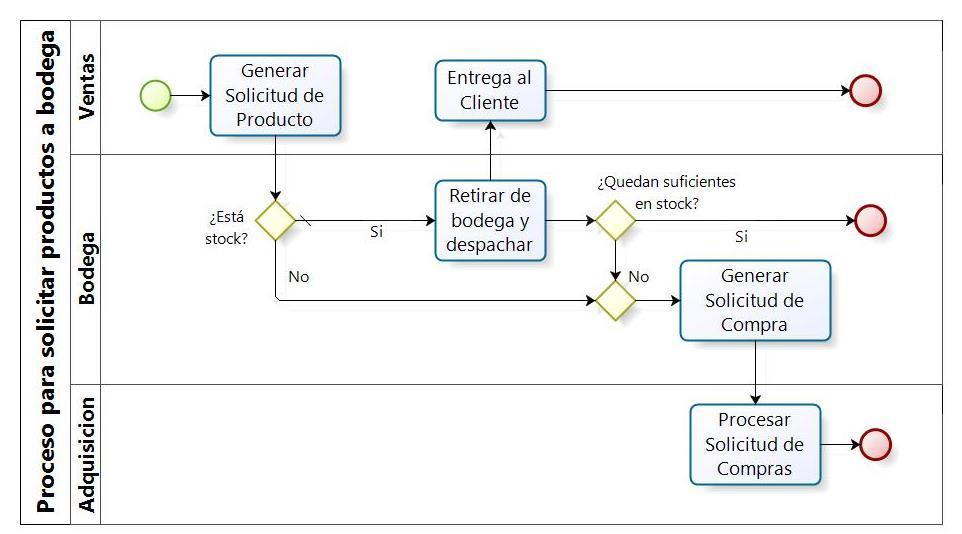 Proceso para solicitar productos a bodega
Ventas
Generar
Solicitud de
Producto
Entrega al
Cliente
Bodega
¿Está
stock?
Si
No
Retirar de
bodega y
despachar
¿Quedan suficientes
en stock?
Si
No
Generar
Solicitud de
Compra
Adquisicion
Procesar
Solicitud de
Compras